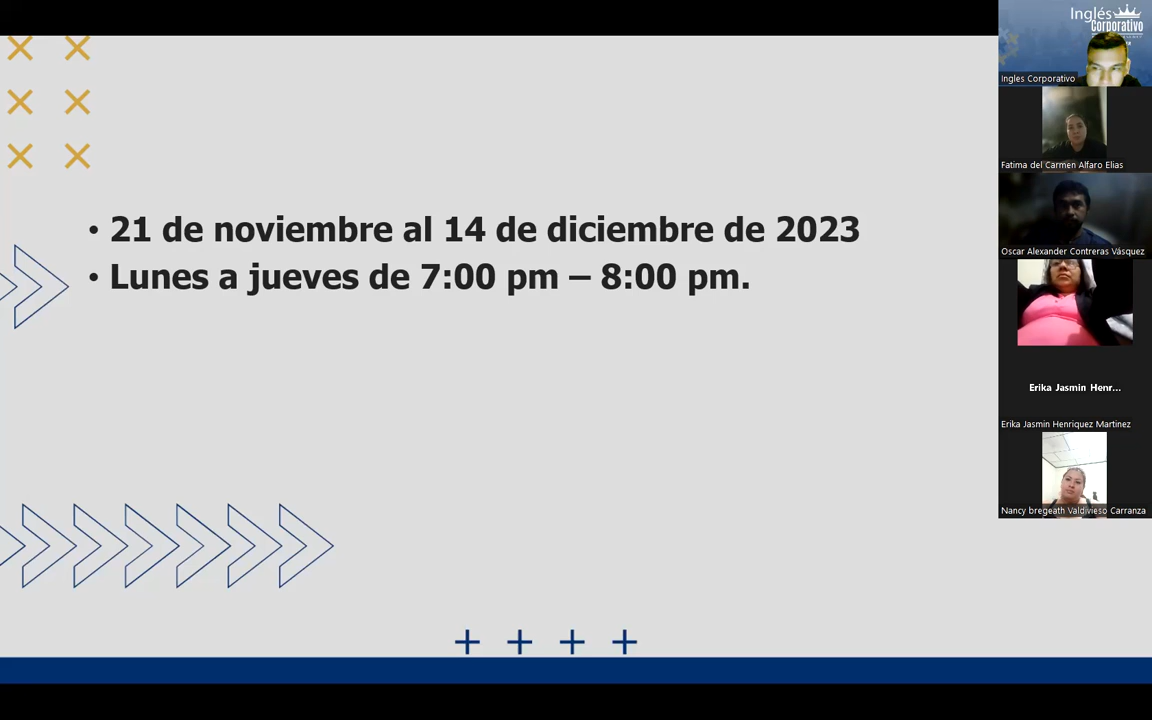 • 21 de noviembre al 14 de diciembre de 2023
• Lunes a jueves de 7:00 pm – 8:00 pm.
Inglés
Corporativo
Ingles Corporativo
Fatima del Carmen Alfaro Elias
Oscar Alexander Contreras Vásquez
Erika Jasmin Henr...
Erika Jasmin Henriquez Martinez
Nancy bregeath Valdivieso Carranza